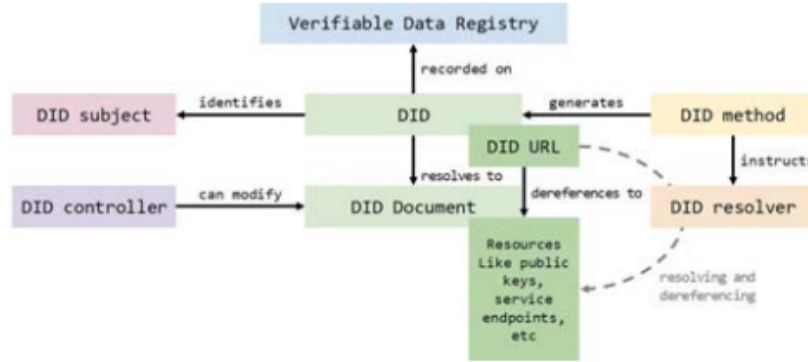 Verifiable Data Registry
recorded on
DID subject
identifies
DID
generates
DID method
DID URL
instruct
resolves to
dereferences to
DID controller
can modify
DID Document
DID resolver
Resources
Like public
keys,
service
endpoints,
etc
resolving and
dereferencing